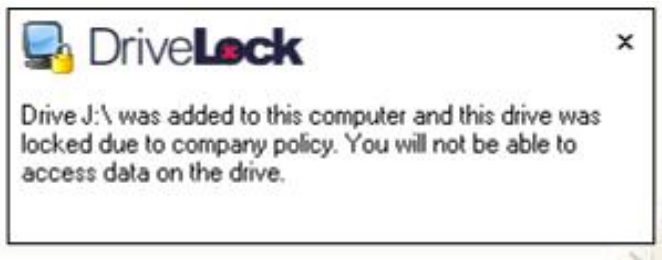 DriveLock
x
Drive J:\ was added to this computer and this drive was
locked due to company policy. You will not be able to
access data on the drive.